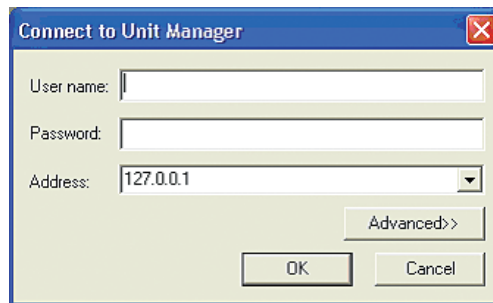 Connect to Unit Manager
User name:
Password:
Address: 127.0.0.1
Advanced>>
OK Cancel